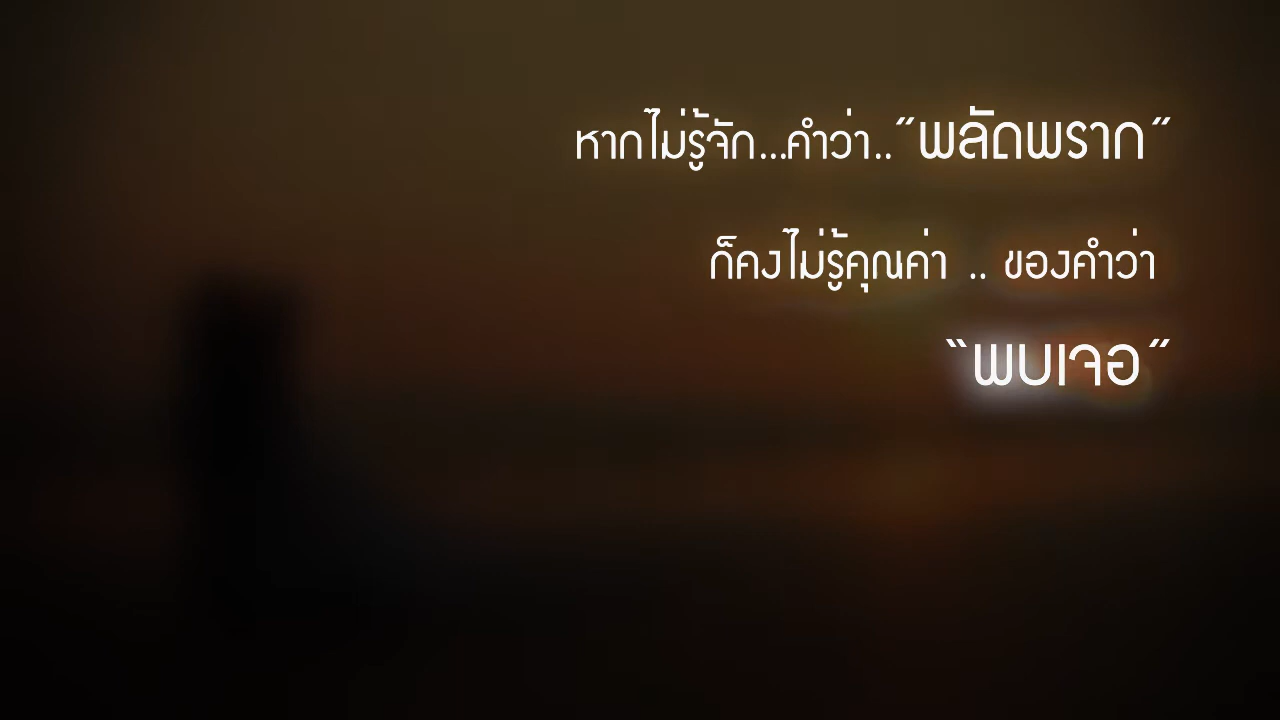 หากไม่รู้จัก...คำว่า.."พลัดพราก"
ก็คงไม่รู้คุณค่า .. ของคำว่า
"พบเจอ"